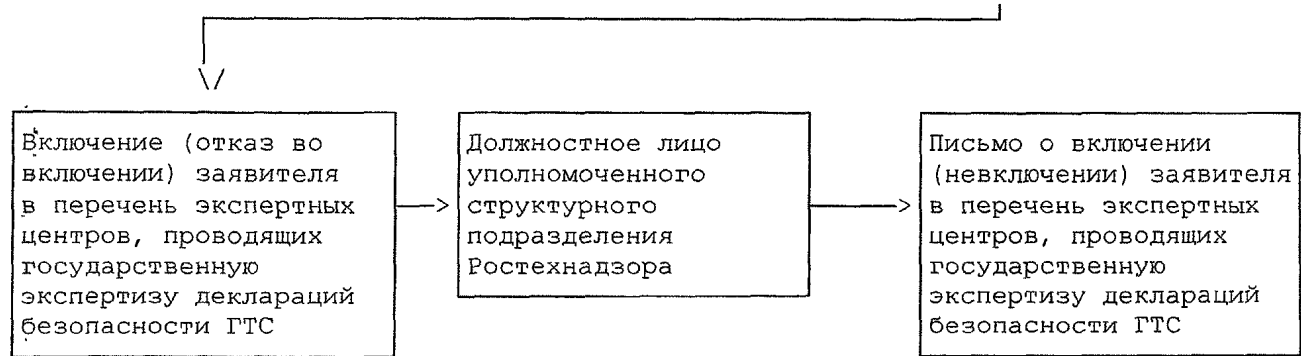 Включение (отказ во
включении) заявителя
в перечень экспертных
центров, проводящих
государственную
экспертизу деклараций
безопасности ГТС
Должностное лицо
уполномоченного
структурного
подразделения
Ростехнадзора
Письмо о включении
(невключении) заявителя
в перечень экспертных
центров, проводящих
государственную
экспертизу деклараций
безопасности ГТС